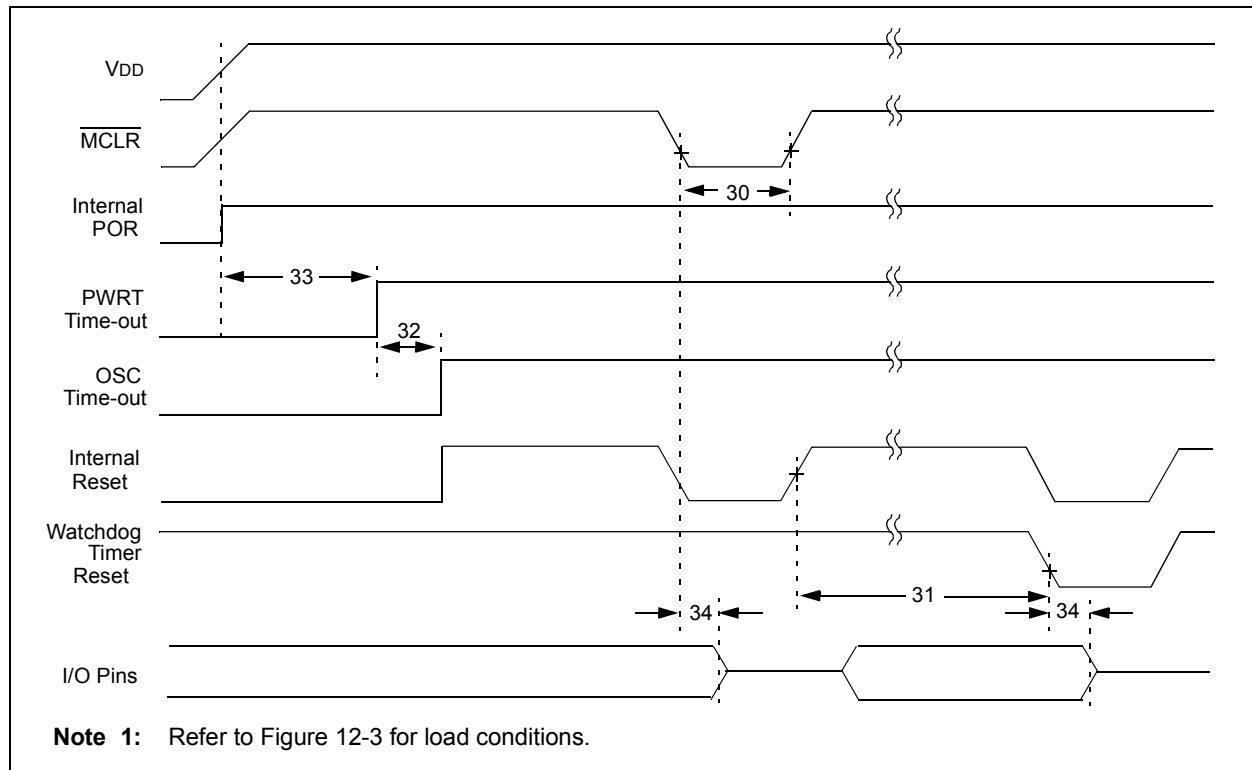 VDD
MCLR
30
Internal
POR
33
PWRT
Time-out
32
OSC
Time-out
Internal
Reset
Watchdog
Timer
Reset
31
34
34
I/O Pins
Note 1: Refer to Figure 12-3 for load conditions.